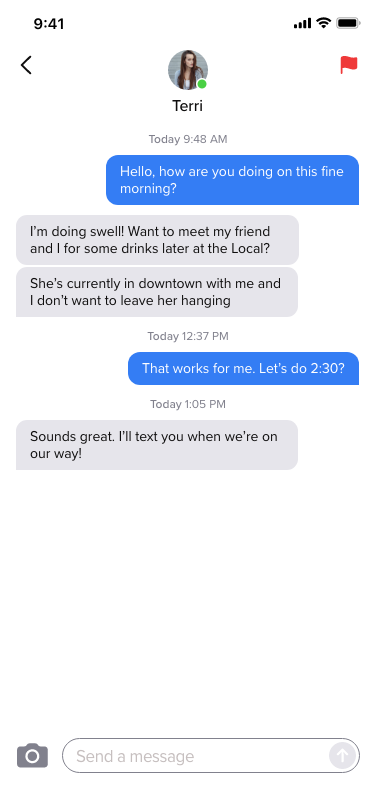 9:41
Terri
Today 9:48 AM
Hello, how are you doing on this fine
morning?
I’m doing swell! Want to meet my friend
and I for some drinks later at the Local?
She’s currently in downtown with me and
I don’t want to leave her hanging
Today 12:37 PM
That works for me. Let’s do 2:30?
Today 1:05 PM
Sounds great. I’ll text you when we’re on
our way!
Send a message